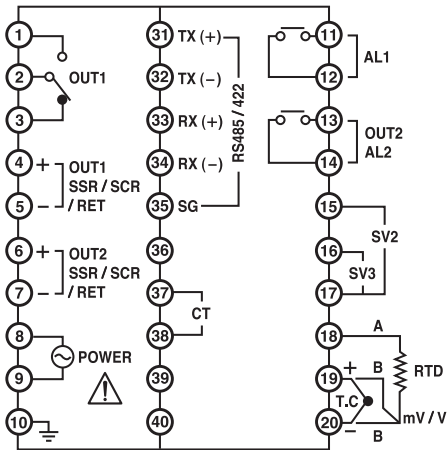 1
2
3
OUT1
4 +
5 -
OUT1
SSR / SCR
/ RET
6 +
7 -
OUT2
SSR / SCR
/ RET
8
9
POWER
10
31 TX (+)
32 TX (-)
33 RX (+)
34 RX (-)
35 SG
RS485 / 422
36
37
38
CT
39
40
11
12
AL1
13
14
OUT2
AL2
15
16
17
SV2
SV3
18 A
RTD
19 + B
T.C
mV / V
20 - B